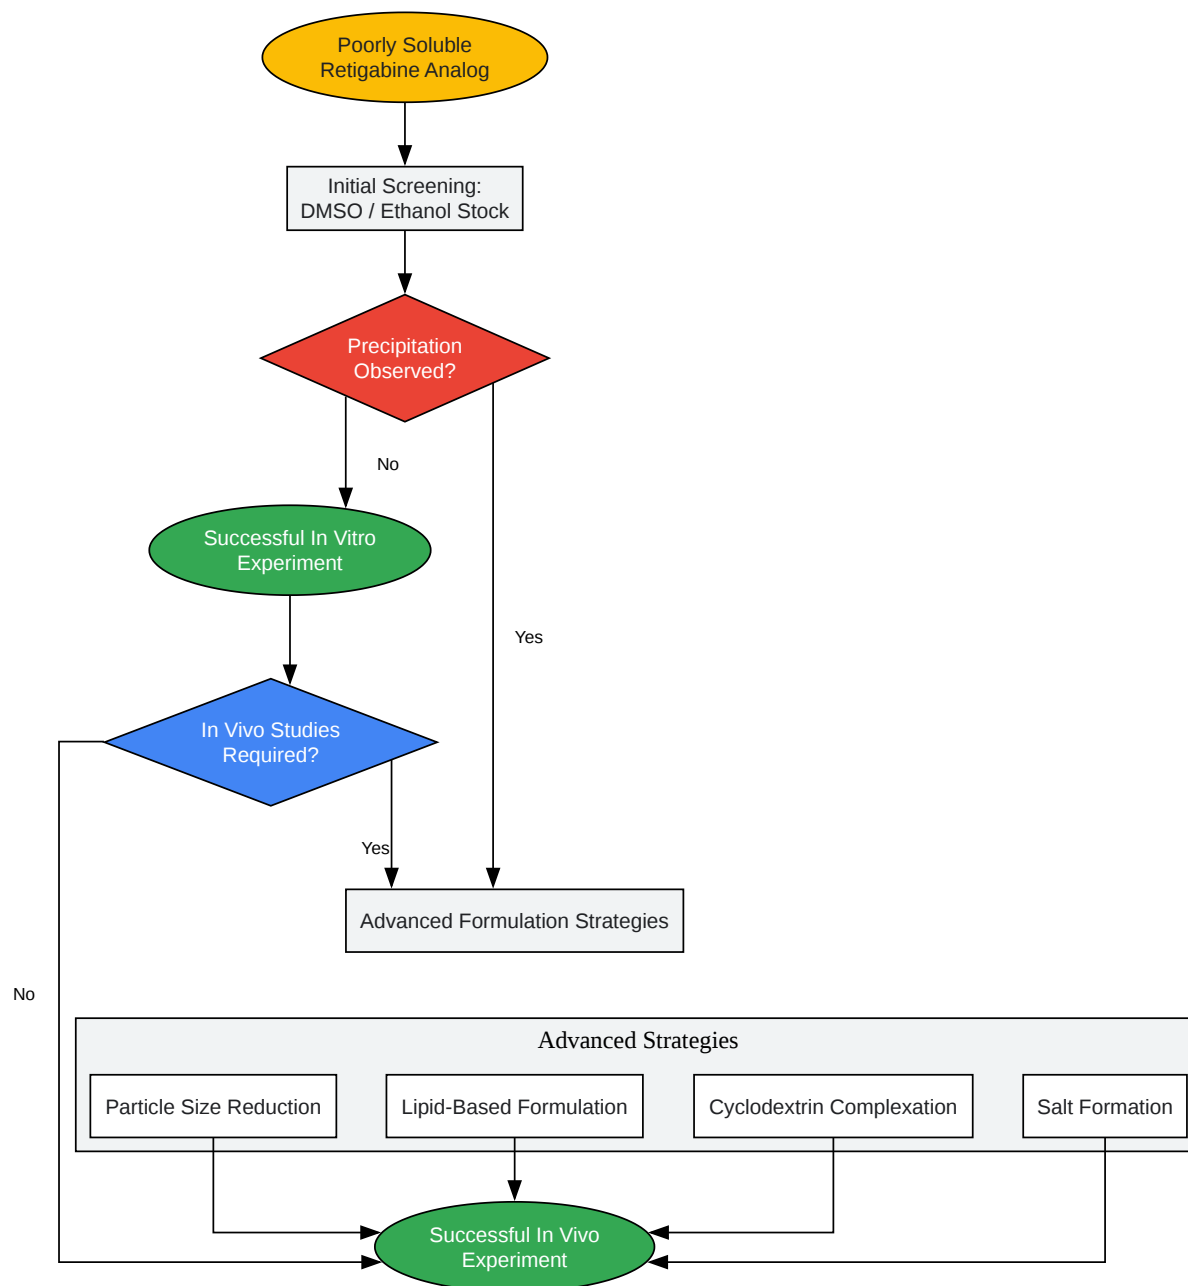 Poorly Soluble
Retigabine Analog
Initial Screening:
DMSO / Ethanol Stock
Precipitation
Observed?
No
Successful In Vitro
Experiment
Yes
In Vivo Studies
Required?
Yes
Advanced Formulation Strategies
No
Advanced Strategies
Particle Size Reduction
Lipid-Based Formulation
Cyclodextrin Complexation
Salt Formation
Successful In Vivo
Experiment